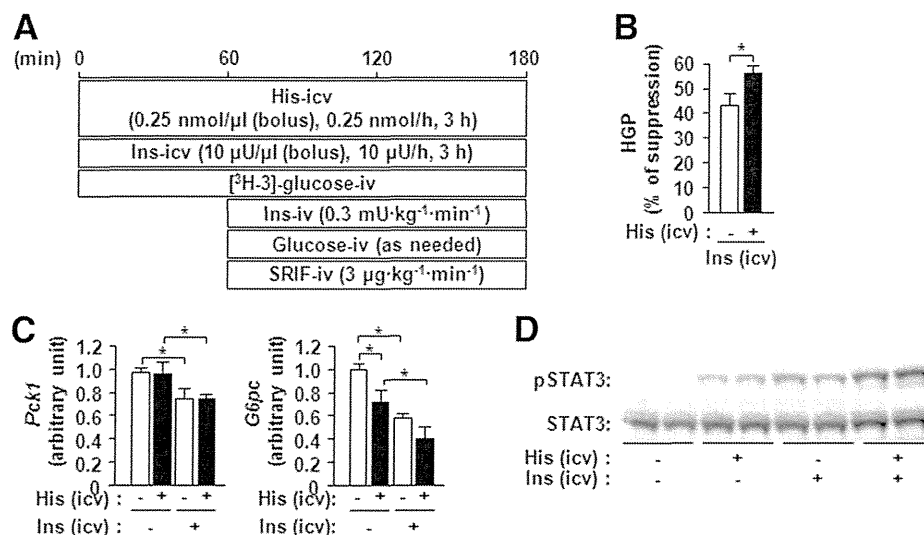 A
(min) 0 60 120 180
His-icv
(0.25 nmol/µl (bolus), 0.25 nmol/h, 3 h)
Ins-icv (10 µU/µl (bolus), 10 µU/h, 3 h)
[³H-3]-glucose-iv
Ins-iv (0.3 mU·kg⁻¹·min⁻¹)
Glucose-iv (as needed)
SRIF-iv (3 µg·kg⁻¹·min⁻¹)
B
HGP
(% of suppression)
60
50
40
30
20
10
0
*
His (icv) : - +
Ins (icv)
C
Pck1
(arbitrary unit)
1.2
1.0
0.8
0.6
0.4
0.2
0
*
*
His (icv) : - + - +
Ins (icv) : - +
G6pc
(arbitrary unit)
1.2
1.0
0.8
0.6
0.4
0.2
0
*
*
*
His (icv): - + - +
Ins (icv) : - +
D
pSTAT3:
STAT3:
His (icv) : - + - +
Ins (icv) : - - + +